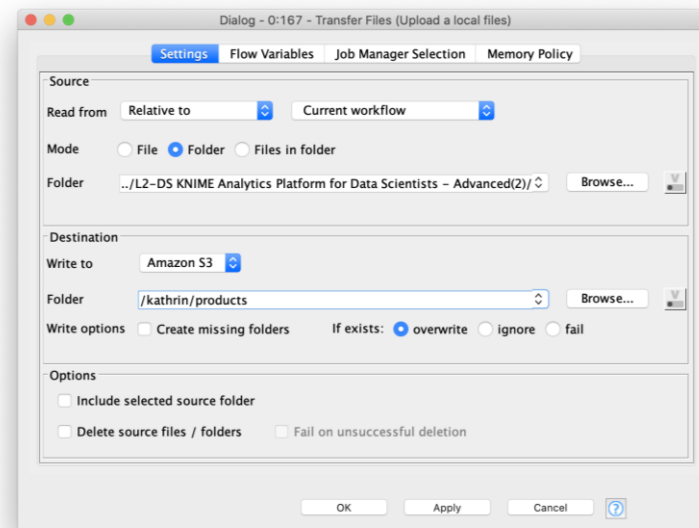 Dialog - 0:167 - Transfer Files (Upload a local files)
Settings Flow Variables Job Manager Selection Memory Policy
Source
Read from Relative to Current workflow
Mode File Folder Files in folder
Folder ../L2-DS KNIME Analytics Platform for Data Scientists - Advanced(2)/ Browse... V
Destination
Write to Amazon S3
Folder /kathrin/products Browse... V
Write options Create missing folders If exists: overwrite ignore fail
Options
Include selected source folder
Delete source files / folders Fail on unsuccessful deletion
OK Apply Cancel ?